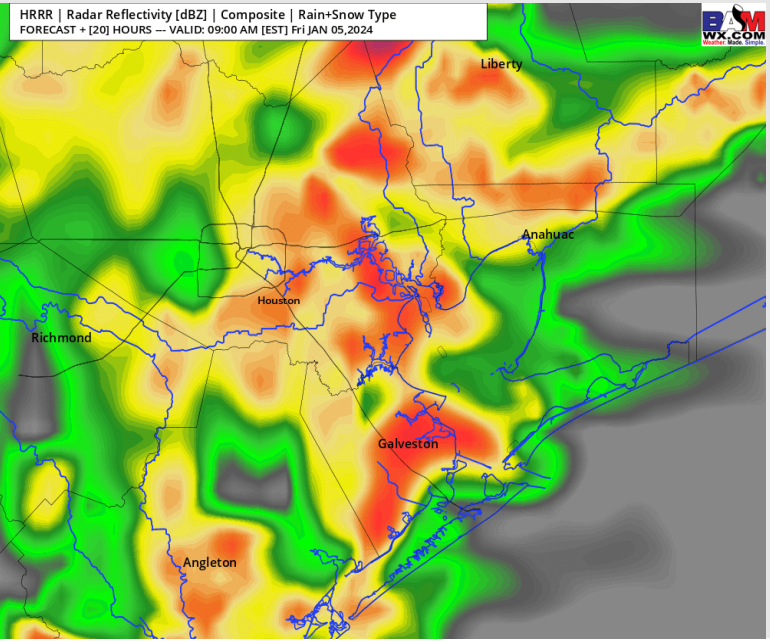 HRRR | Radar Reflectivity [dBZ] | Composite | Rain+Snow Type
FORECAST + [20] HOURS --- VALID: 09:00 AM [EST] Fri JAN 05,2024
BAM
WX.COM
Weather. Made. Simple.
Liberty
Anahuac
Houston
Richmond
Galveston
Angleton